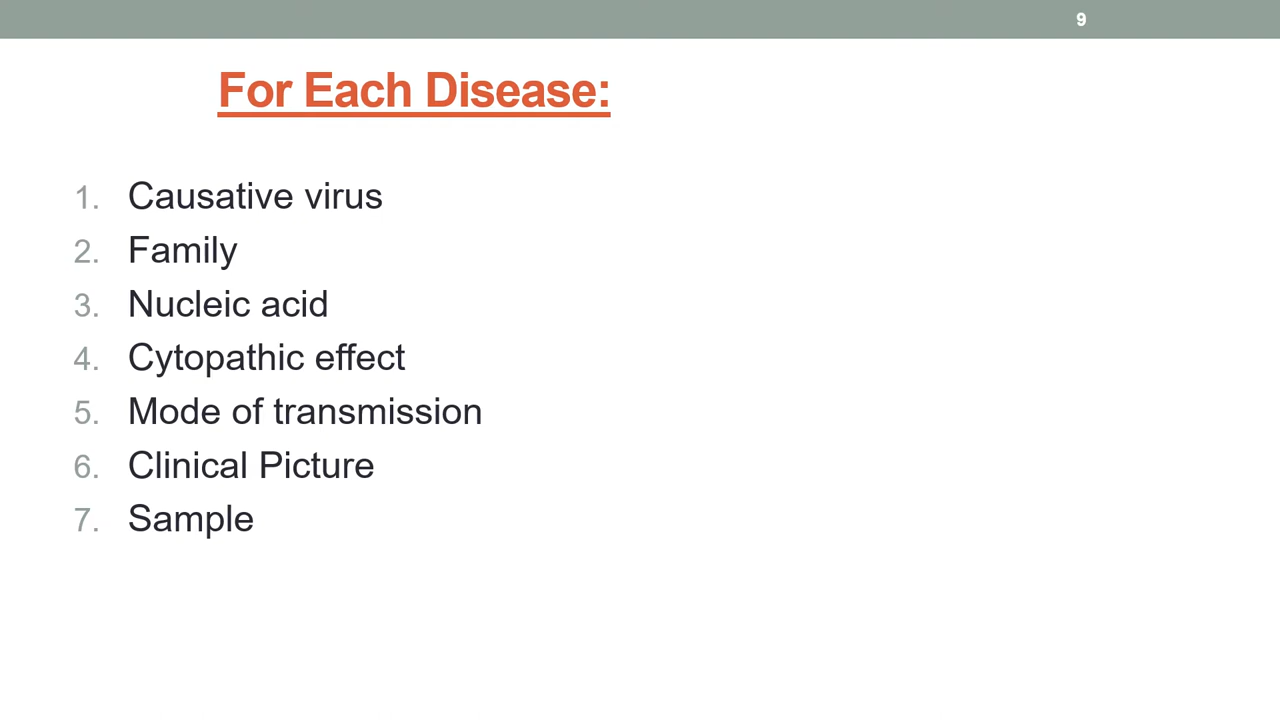 9
For Each Disease:
1. Causative virus
2. Family
3. Nucleic acid
4. Cytopathic effect
5. Mode of transmission
6. Clinical Picture
7. Sample